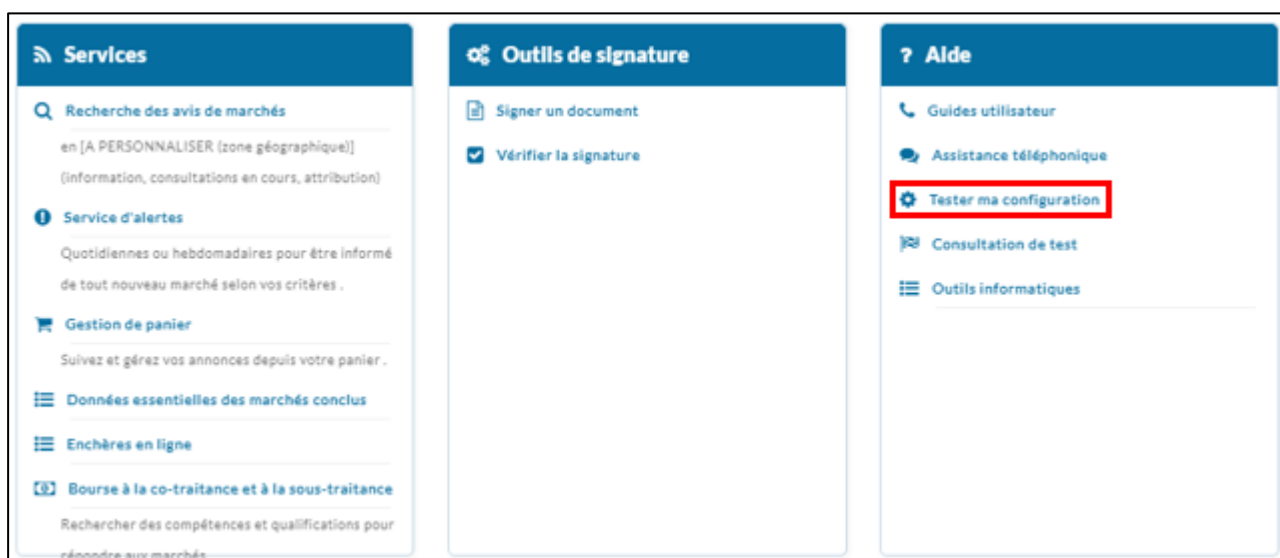 Services
Recherche des avis de marchés
en [A PERSONNALISER (zone géographique)]
(information, consultations en cours, attribution)
Service d'alertes
Quotidiennes ou hebdomadaires pour être informé
de tout nouveau marché selon vos critères .
Gestion de panier
Suivez et gérez vos annonces depuis votre panier .
Données essentielles des marchés conclus
Enchères en ligne
Bourse à la co-traitance et à la sous-traitance
Rechercher des compétences et qualifications pour
répondre aux marchés
Outils de signature
Signer un document
Vérifier la signature
? Aide
Guides utilisateur
Assistance téléphonique
Tester ma configuration
Consultation de test
Outils informatiques